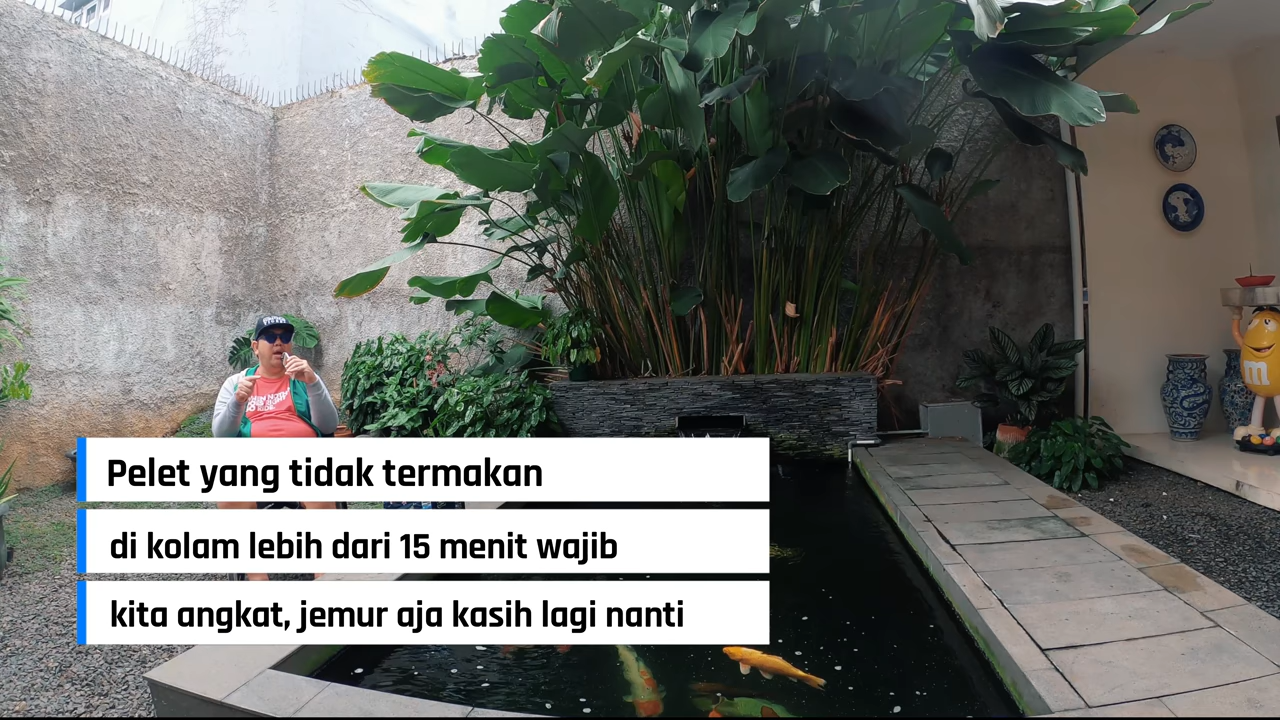 Pelet yang tidak termakan
di kolam lebih dari 15 menit wajib
kita angkat, jemur aja kasih lagi nanti
m